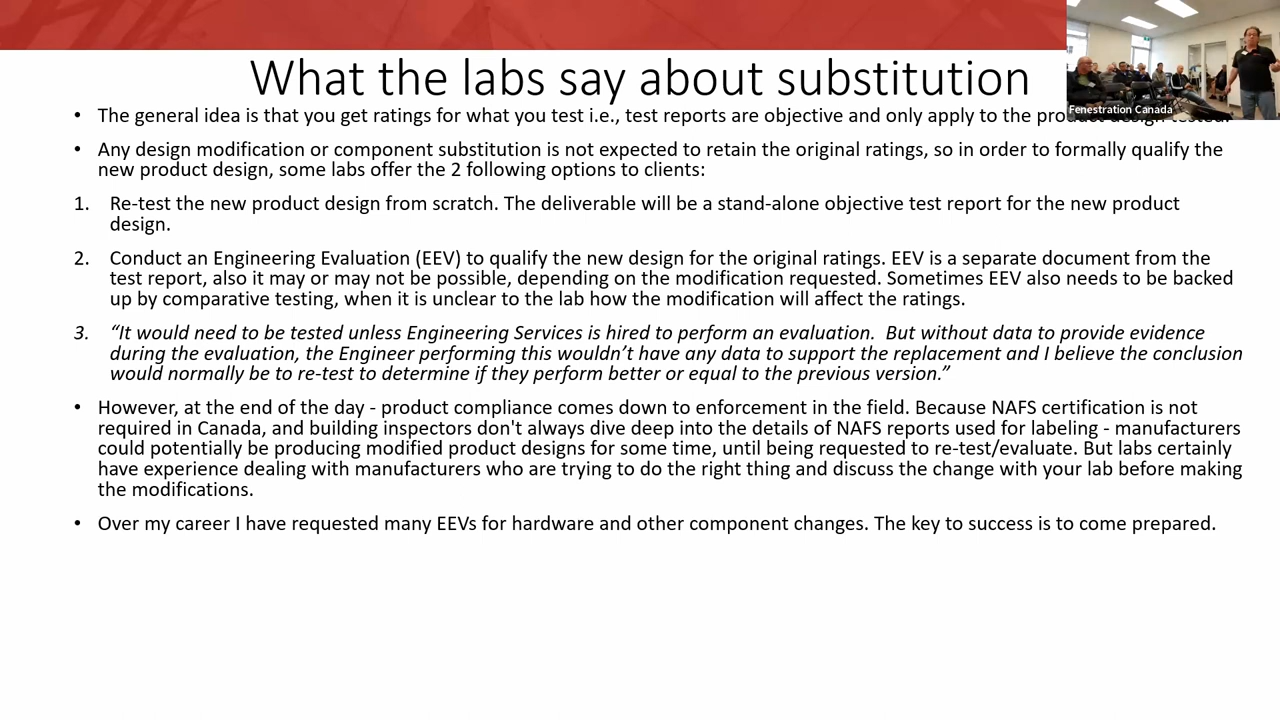 What the labs say about substitution
Fenestration Canada
• The general idea is that you get ratings for what you test i.e., test reports are objective and only apply to the product design tested.
• Any design modification or component substitution is not expected to retain the original ratings, so in order to formally qualify the
new product design, some labs offer the 2 following options to clients:
1. Re-test the new product design from scratch. The deliverable will be a stand-alone objective test report for the new product
design.
2. Conduct an Engineering Evaluation (EEV) to qualify the new design for the original ratings. EEV is a separate document from the
test report, also it may or may not be possible, depending on the modification requested. Sometimes EEV also needs to be backed
up by comparative testing, when it is unclear to the lab how the modification will affect the ratings.
3. “It would need to be tested unless Engineering Services is hired to perform an evaluation. But without data to provide evidence
during the evaluation, the Engineer performing this wouldn’t have any data to support the replacement and I believe the conclusion
would normally be to re-test to determine if they perform better or equal to the previous version.”
• However, at the end of the day - product compliance comes down to enforcement in the field. Because NAFS certification is not
required in Canada, and building inspectors don't always dive deep into the details of NAFS reports used for labeling - manufacturers
could potentially be producing modified product designs for some time, until being requested to re-test/evaluate. But labs certainly
have experience dealing with manufacturers who are trying to do the right thing and discuss the change with your lab before making
the modifications.
• Over my career I have requested many EEVs for hardware and other component changes. The key to success is to come prepared.